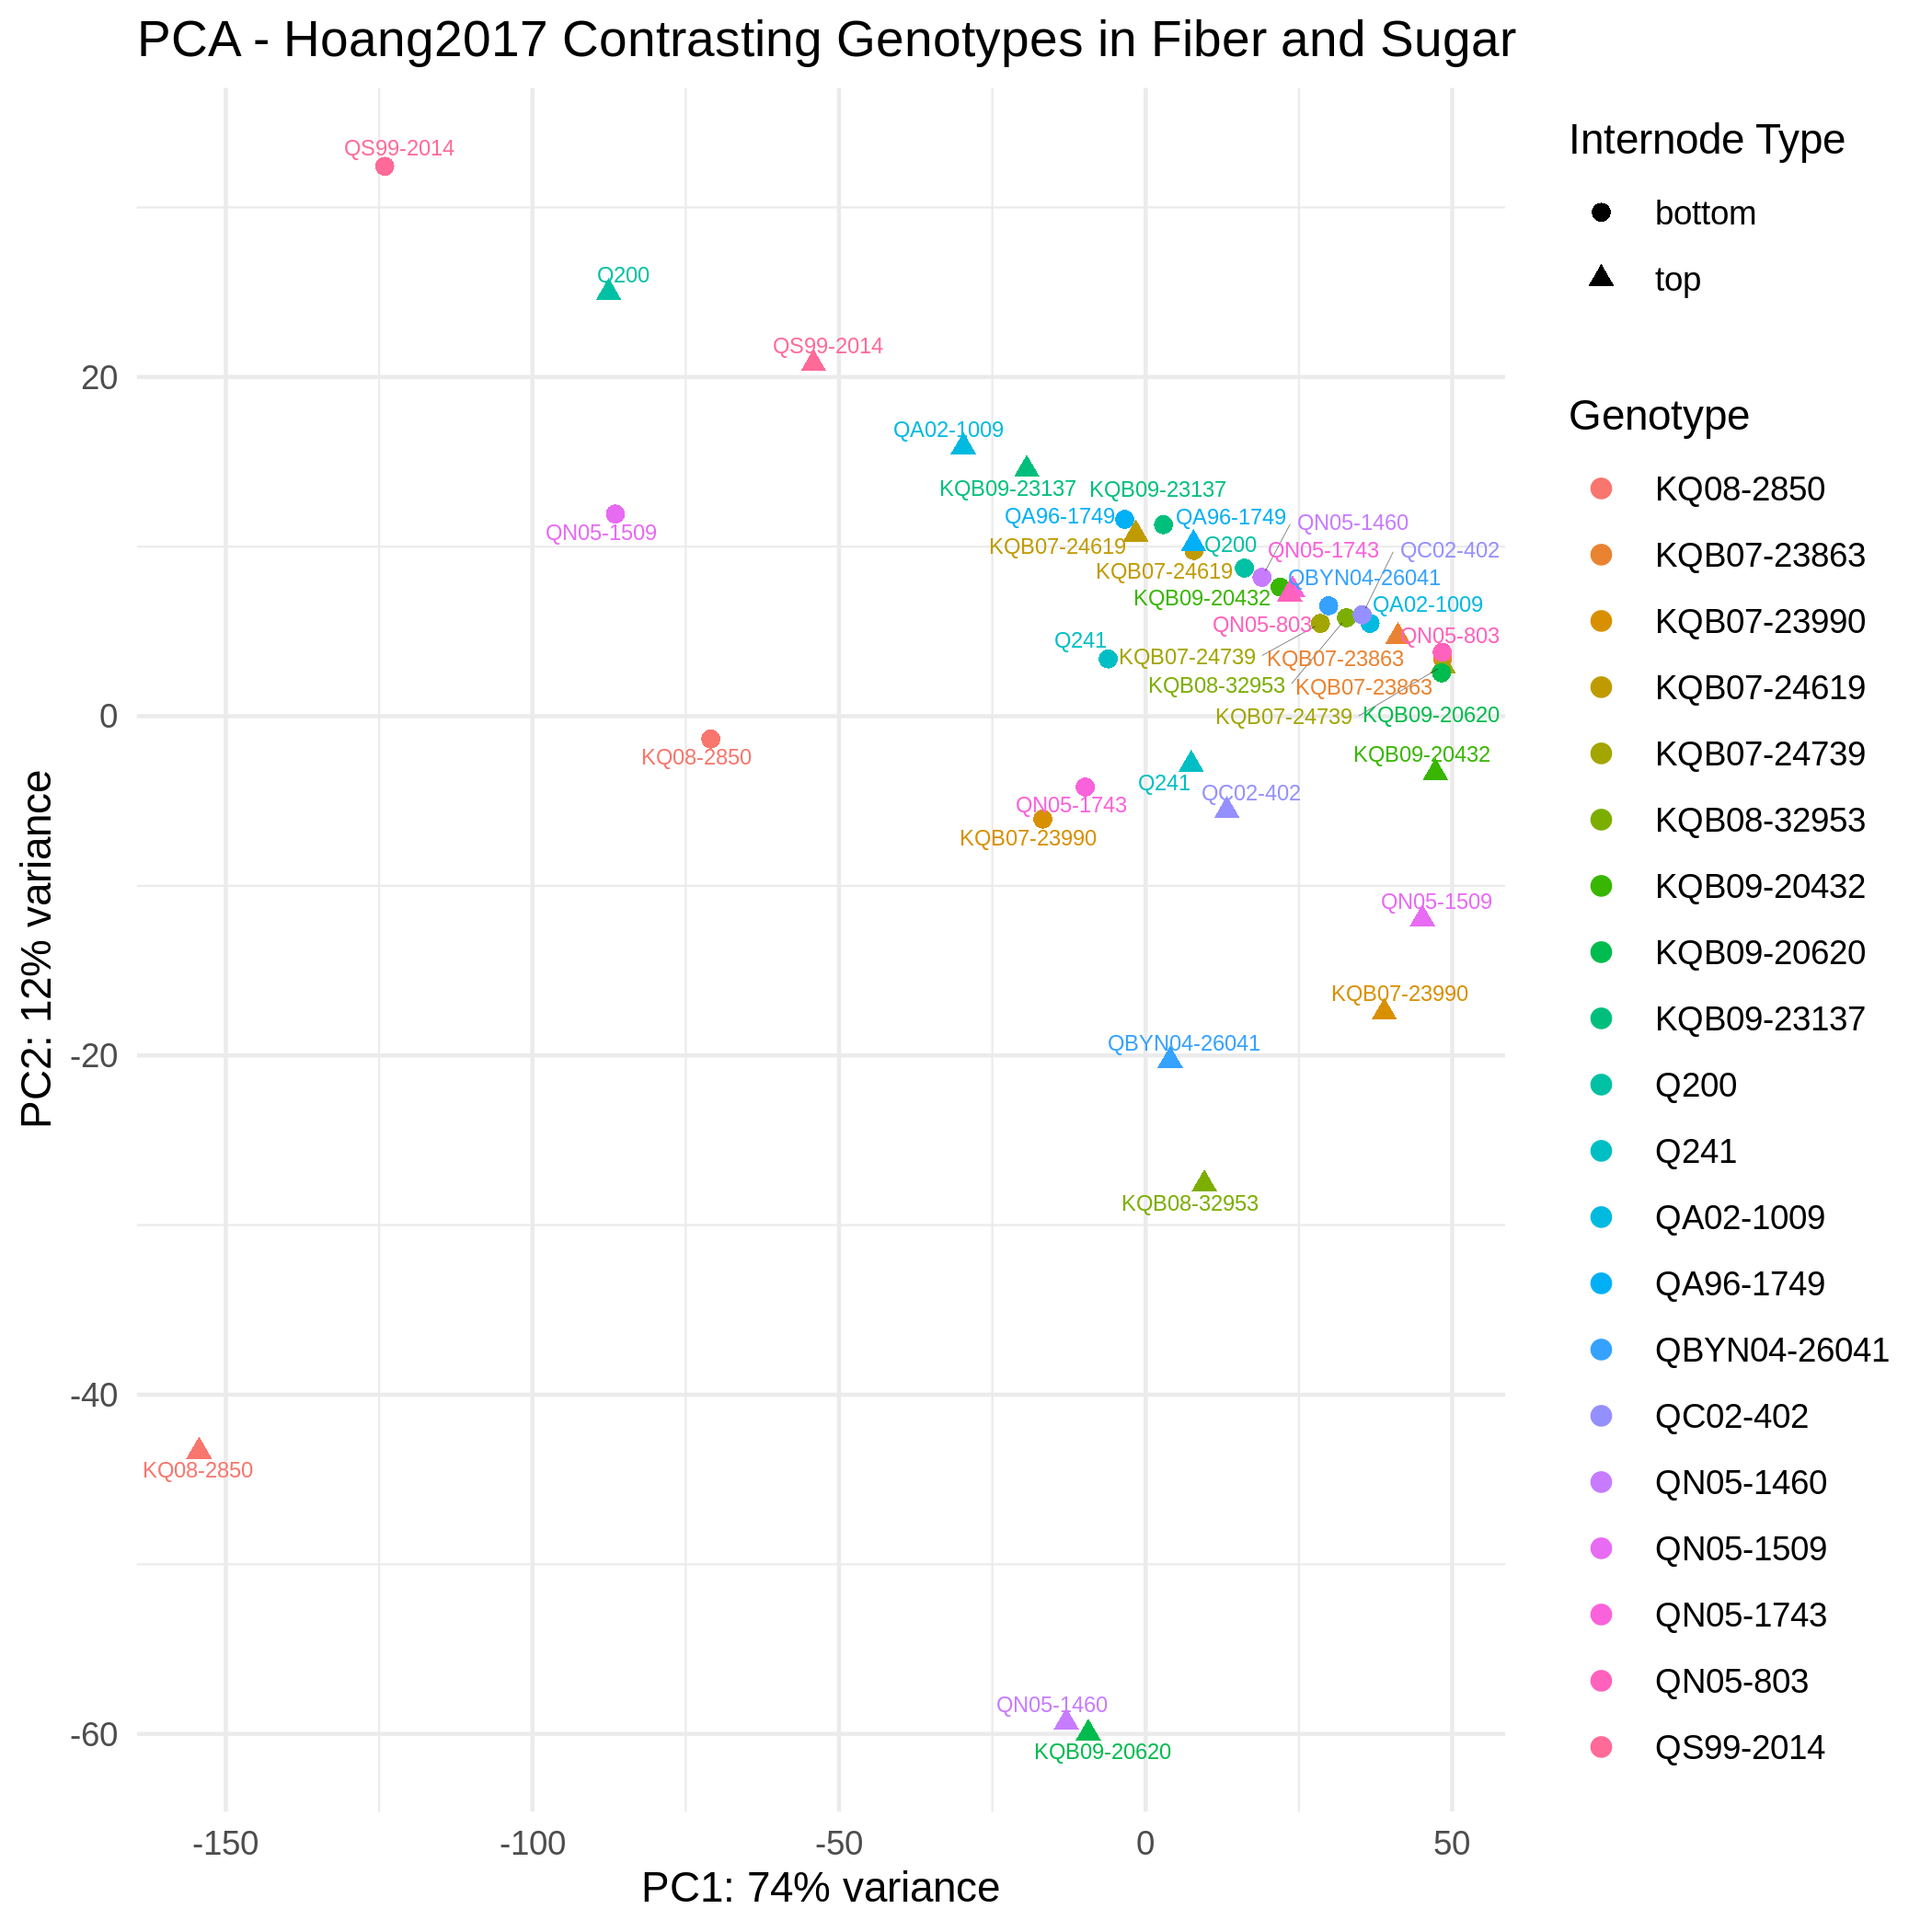 PCA - Hoang2017 Contrasting Genotypes in Fiber and Sugar
QS99-2014
Q200
QS99-2014
QA02-1009
KQB09-23137
KQB09-23137
QN05-1509
QA96-1749
QA96-1749
QN05-1460
KQB07-24619
Q200
QN05-1743
QC02-402
KQB07-24619
QBYN04-26041
KQB09-20432
QA02-1009
QN05-803
QN05-803
Q241
KQB07-24739
KQB07-23863
KQB08-32953
KQB07-23863
KQB07-24739
KQB09-20620
KQ08-2850
KQB09-20432
Q241
QC02-402
QN05-1743
KQB07-23990
QN05-1509
KQB07-23990
QBYN04-26041
KQB08-32953
KQ08-2850
QN05-1460
KQB09-20620
20
0
-20
-40
-60
PC2: 12% variance
-150
-100
-50
0
50
PC1: 74% variance
Internode Type
bottom
top
Genotype
KQ08-2850
KQB07-23863
KQB07-23990
KQB07-24619
KQB07-24739
KQB08-32953
KQB09-20432
KQB09-20620
KQB09-23137
Q200
Q241
QA02-1009
QA96-1749
QBYN04-26041
QC02-402
QN05-1460
QN05-1509
QN05-1743
QN05-803
QS99-2014